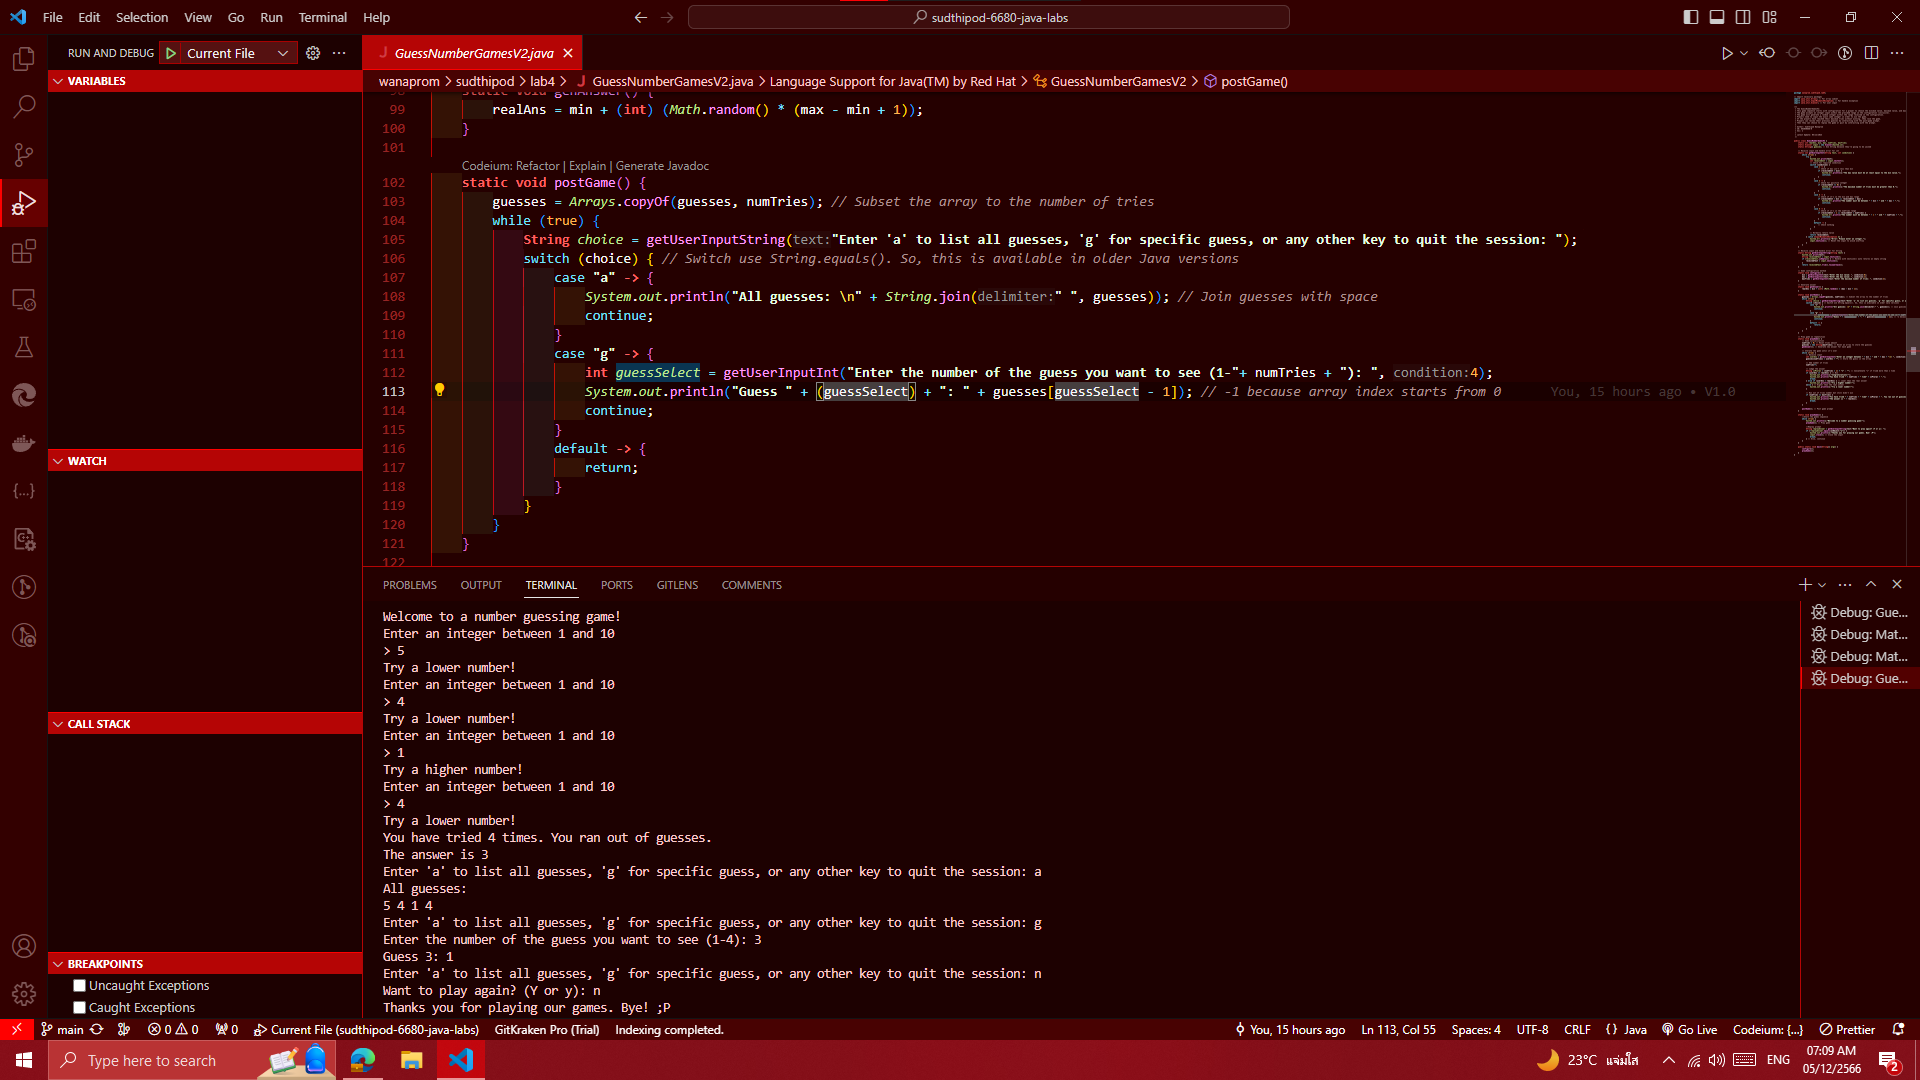 File Edit Selection View Go Run Terminal Help
sudthipod-6680-java-labs
RUN AND DEBUG Current File
GuessNumberGamesV2.java
wanaprom > sudthipod > lab4 > GuessNumberGamesV2.java > Language Support for Java(TM) by Red Hat > GuessNumberGamesV2 > postGame()
VARIABLES
99 realAns = min + (int) (Math.random() * (max - min + 1));
100 }
101
Codeium: Refactor | Explain | Generate Javadoc
102 static void postGame() {
103 guesses = Arrays.copyOf(guesses, numTries); // Subset the array to the number of tries
104 while (true) {
105 String choice = getUserInputString(text:"Enter 'a' to list all guesses, 'g' for specific guess, or any other key to quit the session: ");
106 switch (choice) { // Switch use String.equals(). So, this is available in older Java versions
107 case "a" -> {
108 System.out.println("All guesses: \n" + String.join(delimiter:" ", guesses)); // Join guesses with space
109 continue;
110 }
111 case "g" -> {
112 int guessSelect = getUserInputInt("Enter the number of the guess you want to see (1-"+ numTries + "): ", condition:4);
113 System.out.println("Guess " + (guessSelect) + ": " + guesses[guessSelect - 1]); // -1 because array index starts from 0 You, 15 hours ago • V1.0
114 continue;
115 }
116 default -> {
117 return;
118 }
119 }
120 }
121 }
122
WATCH
CALL STACK
BREAKPOINTS
Uncaught Exceptions
Caught Exceptions
PROBLEMS OUTPUT TERMINAL PORTS GITLENS COMMENTS
Welcome to a number guessing game!
Enter an integer between 1 and 10
> 5
Try a lower number!
Enter an integer between 1 and 10
> 4
Try a lower number!
Enter an integer between 1 and 10
> 1
Try a higher number!
Enter an integer between 1 and 10
> 4
Try a lower number!
You have tried 4 times. You ran out of guesses.
The answer is 3
Enter 'a' to list all guesses, 'g' for specific guess, or any other key to quit the session: a
All guesses:
5 4 1 4
Enter 'a' to list all guesses, 'g' for specific guess, or any other key to quit the session: g
Enter the number of the guess you want to see (1-4): 3
Guess 3: 1
Enter 'a' to list all guesses, 'g' for specific guess, or any other key to quit the session: n
Want to play again? (Y or y): n
Thanks you for playing our games. Bye! ;P
Debug: Gue...
Debug: Mat...
Debug: Mat...
Debug: Gue...
main 0 0 0 Current File (sudthipod-6680-java-labs) GitKraken Pro (Trial) Indexing completed. You, 15 hours ago Ln 113, Col 55 Spaces: 4 UTF-8 CRLF {} Java Go Live Codeium: {...} Prettier
Type here to search 23°C แจ่มใส ENG 07:09 AM
05/12/2566 2